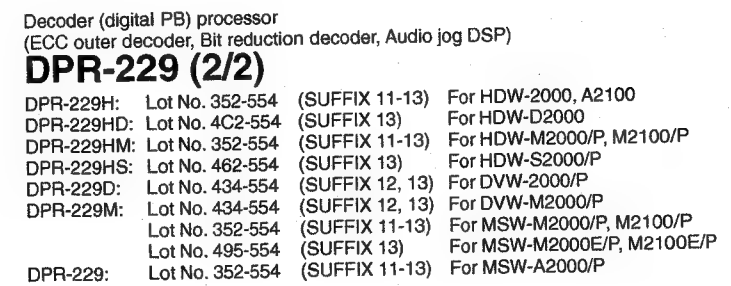 Decoder (digital PB) processor
(ECC outer decoder, Bit reduction decoder, Audio jog DSP)
DPR-229 (2/2)
DPR-229H: Lot No. 352-554 (SUFFIX 11-13) For HDW-2000, A2100
DPR-229HD: Lot No. 4C2-554 (SUFFIX 13) For HDW-D2000
DPR-229HM: Lot No. 352-554 (SUFFIX 11-13) For HDW-M2000/P, M2100/P
DPR-229HS: Lot No. 462-554 (SUFFIX 13) For HDW-S2000/P
DPR-229D: Lot No. 434-554 (SUFFIX 12, 13) For DVW-2000/P
DPR-229M: Lot No. 434-554 (SUFFIX 12, 13) For DVW-M2000/P
Lot No. 352-554 (SUFFIX 11-13) For MSW-M2000/P, M2100/P
Lot No. 495-554 (SUFFIX 13) For MSW-M2000E/P, M2100E/P
DPR-229: Lot No. 352-554 (SUFFIX 11-13) For MSW-A2000/P